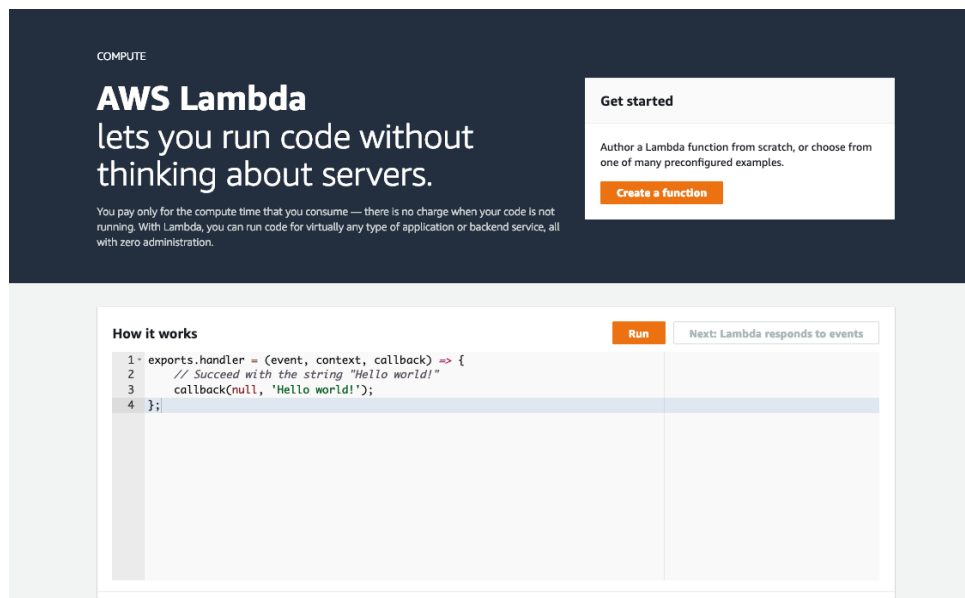 COMPUTE
AWS Lambda
lets you run code without
thinking about servers.
You pay only for the compute time that you consume — there is no charge when your code is not
running. With Lambda, you can run code for virtually any type of application or backend service, all
with zero administration.
Get started
Author a Lambda function from scratch, or choose from
one of many preconfigured examples.
Create a function
How it works
Run
Next: Lambda responds to events
1 exports.handler = (event, context, callback) => {
2     // Succeed with the string "Hello world!"
3     callback(null, 'Hello world!');
4 };